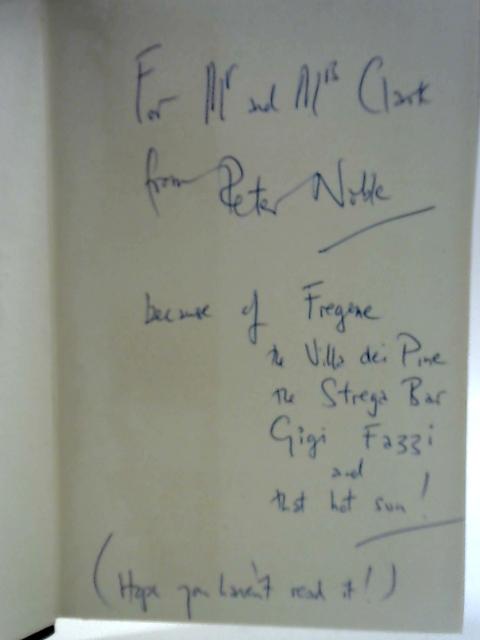 For Mr and Mrs Clark
from Peter Noble
because of Fregene
the Villa dei Pine
the Strega Bar
Gigi Fazzi
and
that hot sun!
(Hope you haven't read it!)